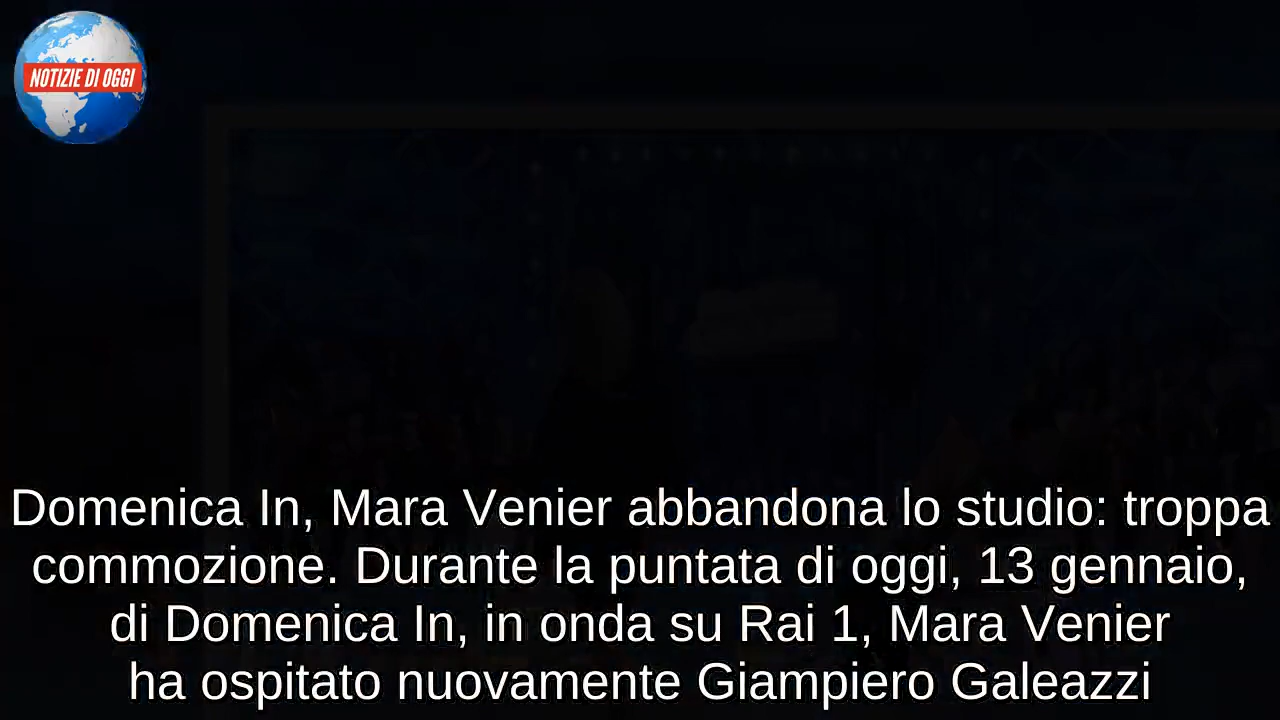 NOTIZIE DI OGGI
Domenica In, Mara Venier abbandona lo studio: troppa
commozione. Durante la puntata di oggi, 13 gennaio,
di Domenica In, in onda su Rai 1, Mara Venier
ha ospitato nuovamente Giampiero Galeazzi